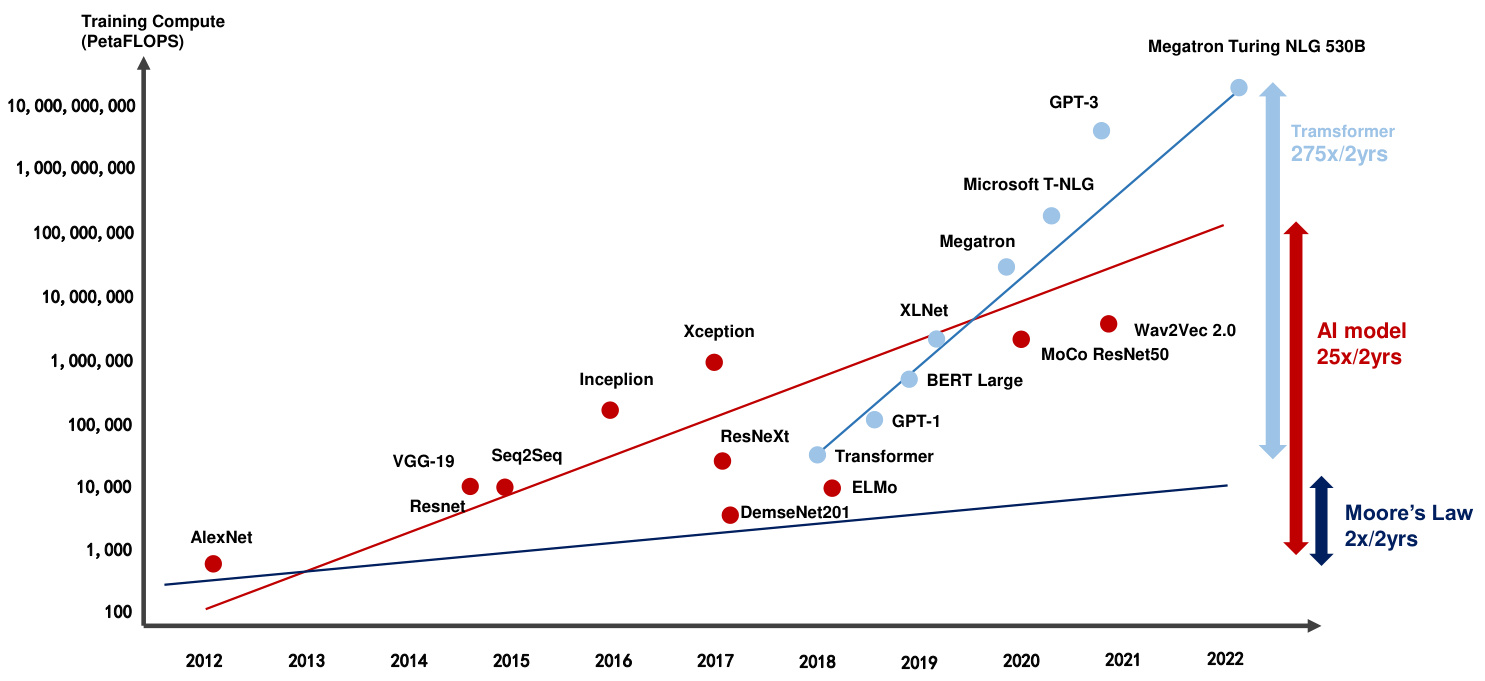 Training Compute
(PetaFLOPS)
Megatron Turing NLG 530B
10,000,000,000
GPT-3
Tramsformer
275x/2yrs
1,000,000,000
Microsoft T-NLG
100,000,000
Megatron
10,000,000
XLNet
Xception
Wav2Vec 2.0
AI model
25x/2yrs
MoCo ResNet50
1,000,000
Inceplion
BERT Large
100,000
GPT-1
ResNeXt
VGG-19
Seq2Seq
Transformer
10,000
ELMo
Resnet
DemseNet201
Moore’s Law
2x/2yrs
AlexNet
1,000
100
2012 2013 2014 2015 2016 2017 2018 2019 2020 2021 2022